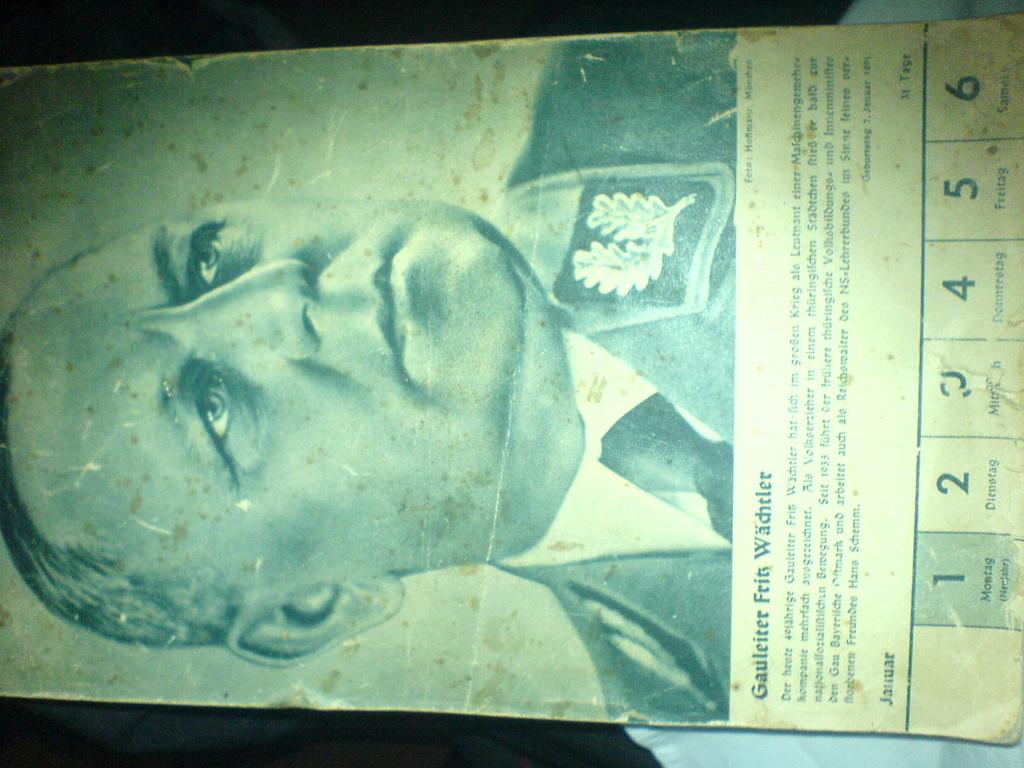 Foto: Hoffmann, München
Gauleiter Fritz Wächtler
Der heute 49jährige Gauleiter Fritz Wächtler hat sich im großen Krieg als Leutnant einer Maschinengewehr=
kompanie mehrfach ausgezeichnet. Als Volkserzieher in einem thüringischen Städtchen stieß er bald zur
nationalsozialistischen Bewegung. Seit 1935 führt der frühere thüringische Volksbildungs= und Innenminister
den Gau Bayerische Ostmark und arbeitet auch als Reichswalter des NS=Lehrerbundes im Sinne seines ver=
storbenen Freundes Hans Schemm.
Geburtstag 7. Januar 1891
Januar 31 Tage
1 2 3 4 5 6
Montag Dienstag Donnerstag Freitag
(Neujahr)